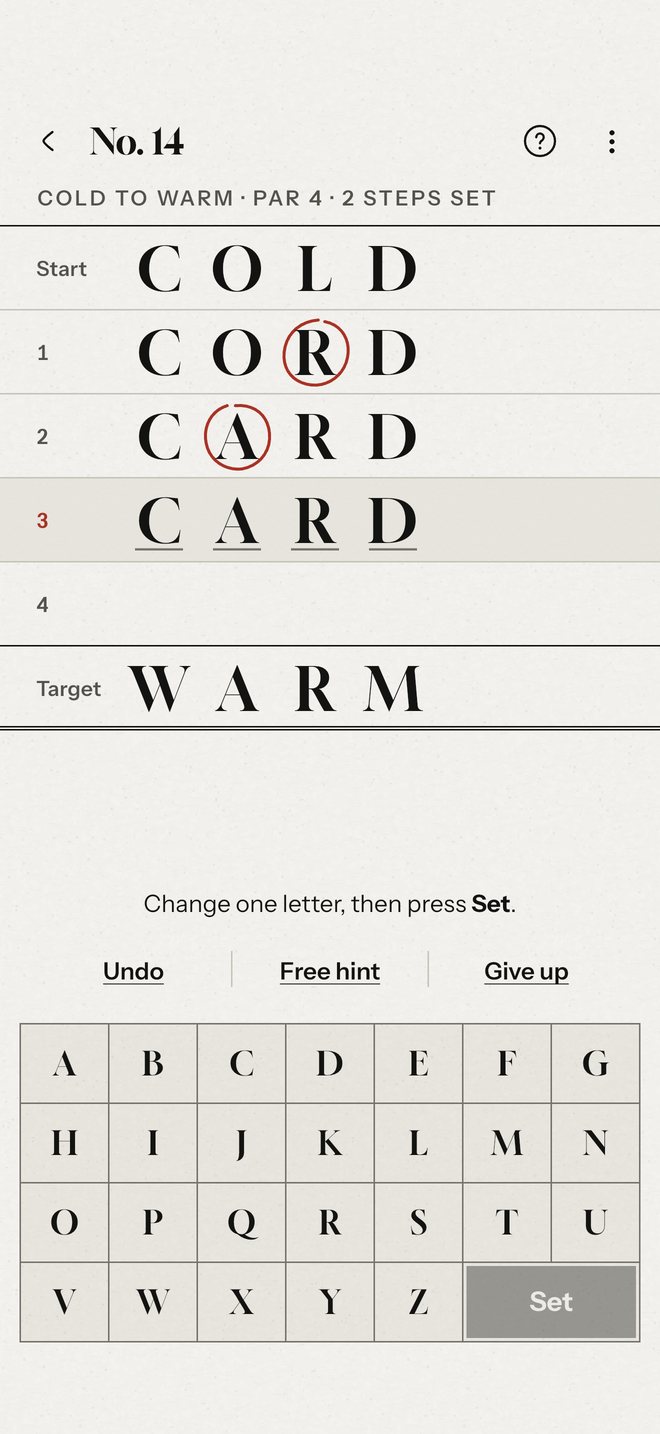 No. 14
COLD TO WARM · PAR 4 · 2 STEPS SET
Start C O L D
1 C O R D
2 C A R D
3 C A R D
4
Target W A R M
Change one letter, then press Set.
Undo Free hint Give up
A B C D E F G
H I J K L M N
O P Q R S T U
V W X Y Z Set